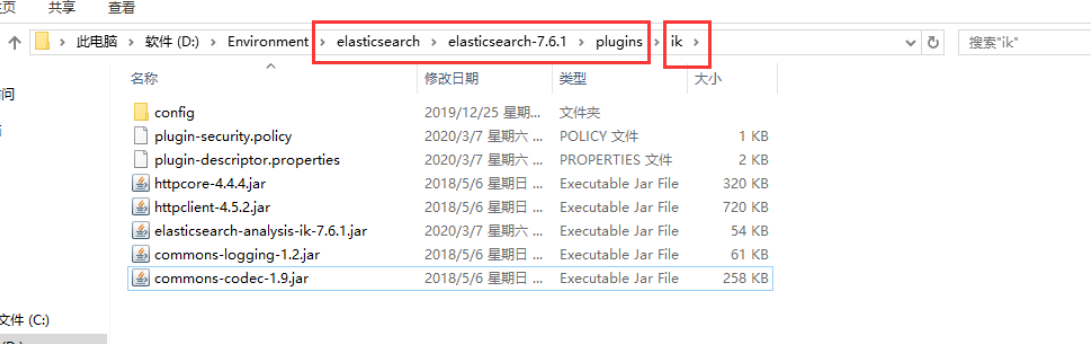 页 共享 查看
此电脑 > 软件 (D:) > Environment > elasticsearch > elasticsearch-7.6.1 > plugins > ik > 搜索"ik"
名称 修改日期 类型 大小
问
config 2019/12/25 星期... 文件夹
plugin-security.policy 2020/3/7 星期六 ... POLICY 文件 1 KB
plugin-descriptor.properties 2020/3/7 星期六 ... PROPERTIES 文件 2 KB
httpcore-4.4.4.jar 2018/5/6 星期日 ... Executable Jar File 320 KB
httpclient-4.5.2.jar 2018/5/6 星期日 ... Executable Jar File 720 KB
elasticsearch-analysis-ik-7.6.1.jar 2020/3/7 星期六 ... Executable Jar File 54 KB
commons-logging-1.2.jar 2018/5/6 星期日 ... Executable Jar File 61 KB
commons-codec-1.9.jar 2018/5/6 星期日 ... Executable Jar File 258 KB
文件 (C:)